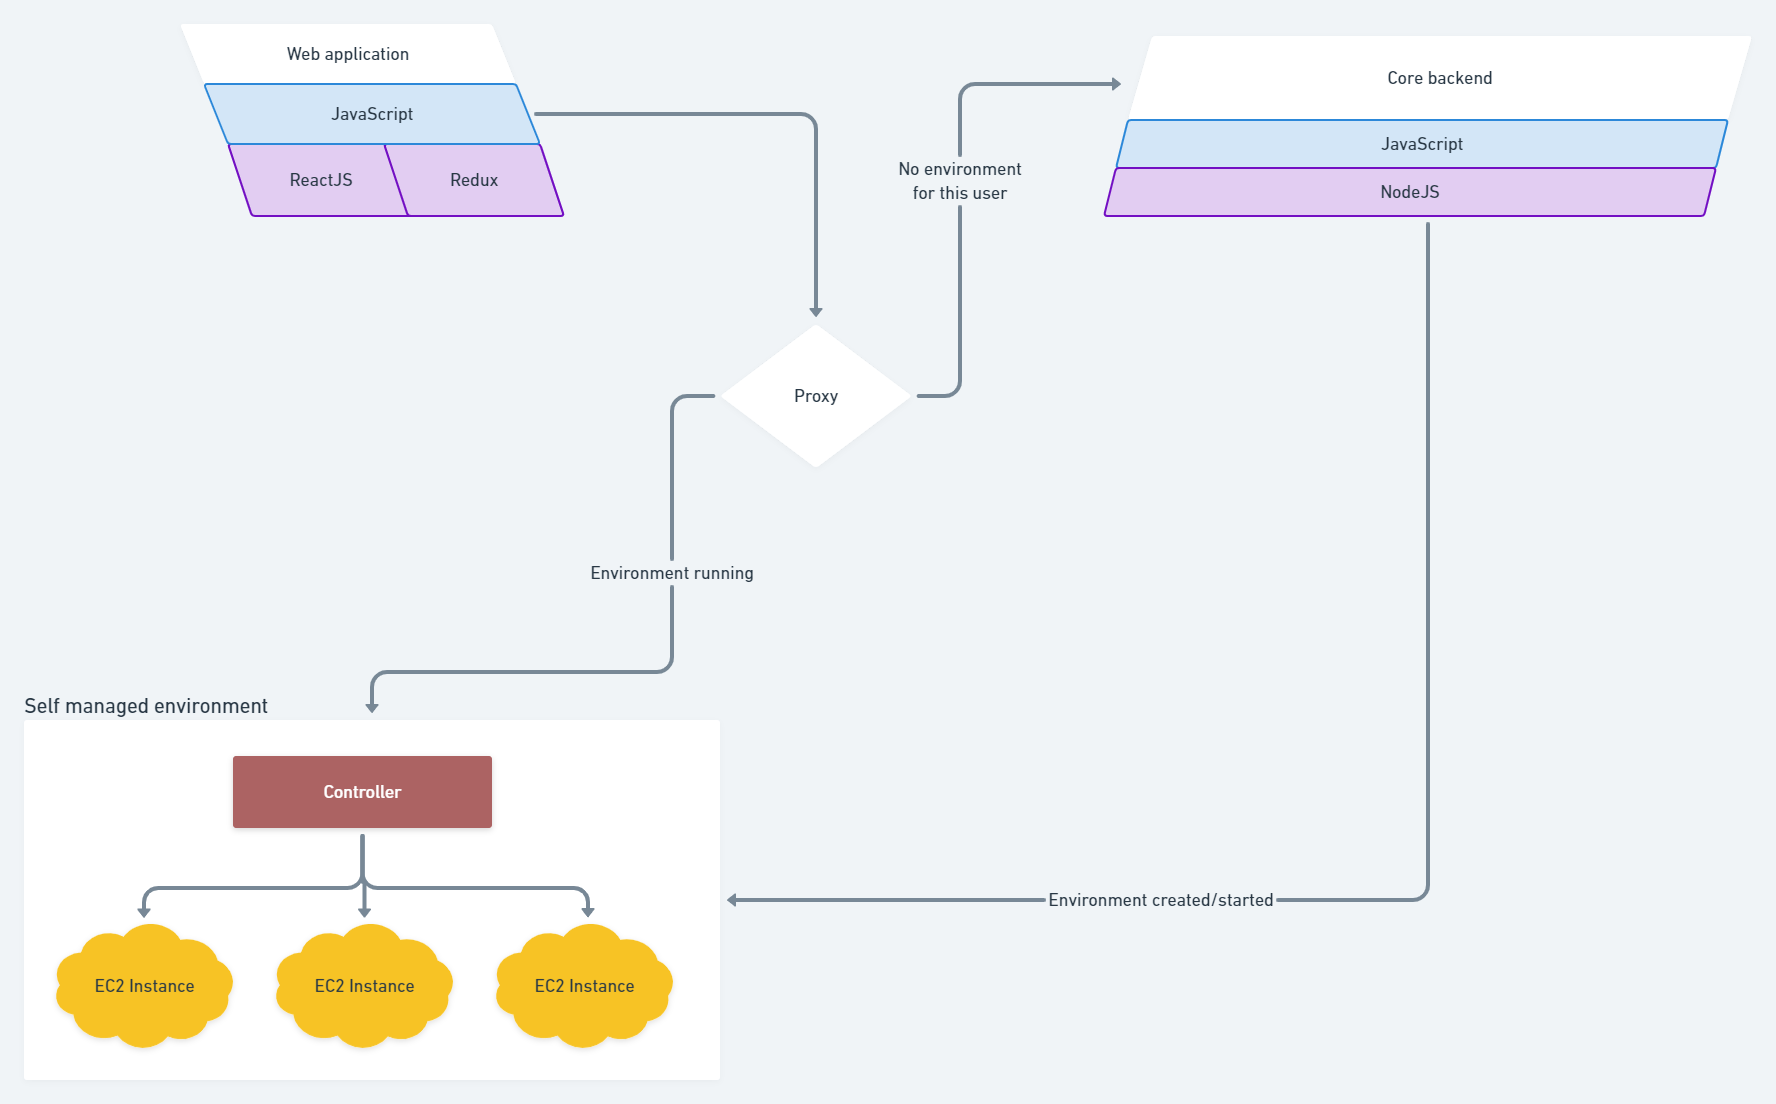 Web application
JavaScript
ReactJS
Redux
Core backend
JavaScript
NodeJS
No environment
for this user
Proxy
Environment running
Self managed environment
Controller
Environment created/started
EC2 Instance
EC2 Instance
EC2 Instance